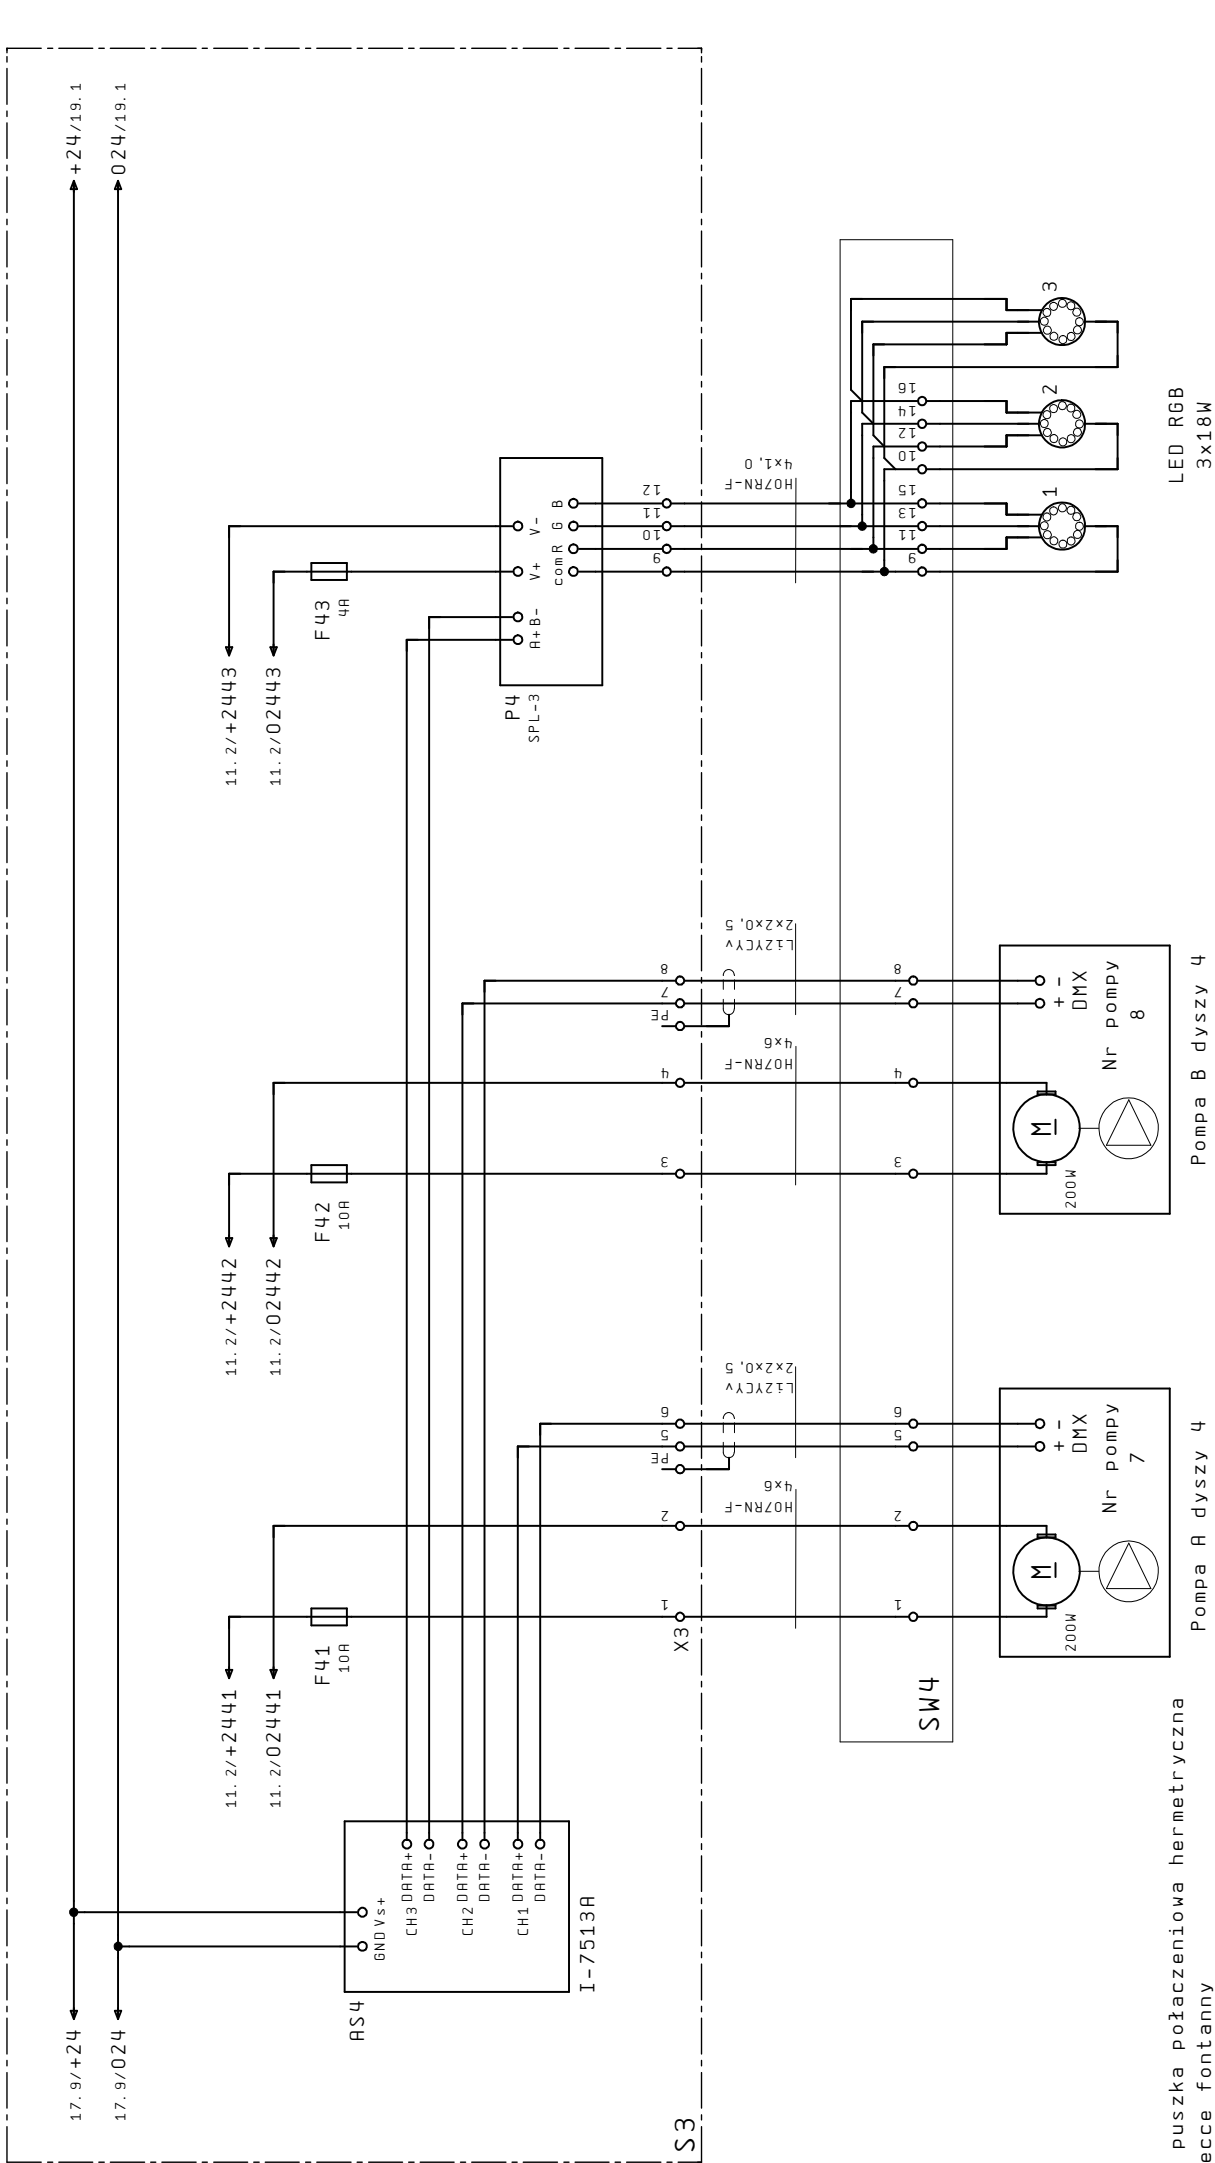 17.9/+24
+24/19.1
17.9/024
024/19.1
11.2/+2441
11.2/02441
F41
10A
11.2/+2442
11.2/02442
F42
10A
11.2/+2443
11.2/02443
F43
4A
AS4
GND Vs+
CH3 DATA+
DATA-
CH2 DATA+
DATA-
CH1 DATA+
DATA-
I-7513A
P4
SPL-3
A+ B- V+ V-
com R G B
S3
X3
1
2
PE
5
6
3
4
PE
7
8
9
10
11
12
H07RN-F
4x6
LiZYCYv
2x2x0,5
H07RN-F
4x6
LiZYCYv
2x2x0,5
H07RN-F
4x1,0
SW4
1
2
5
6
3
4
7
8
9
11
13
15
10
12
14
16
200W
M
Nr pompy
7
+ -
DMX
Pompa A dyszy 4
200W
M
Nr pompy
8
+ -
DMX
Pompa B dyszy 4
1
2
3
LED RGB
3x18W
puszka połaczeniowa hermetryczna
ecce fontanny